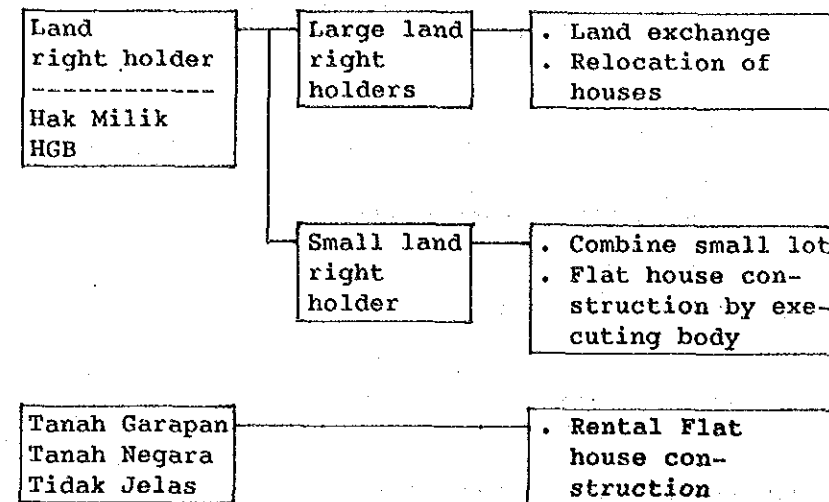 Land
right holder
------------
Hak Milik
HGB
Large land
right
holders
. Land exchange
. Relocation of
houses
Small land
right
holder
. Combine small lot
. Flat house con-
struction by exe-
cuting body
Tanah Garapan
Tanah Negara
Tidak Jelas
. Rental Flat
house con-
struction